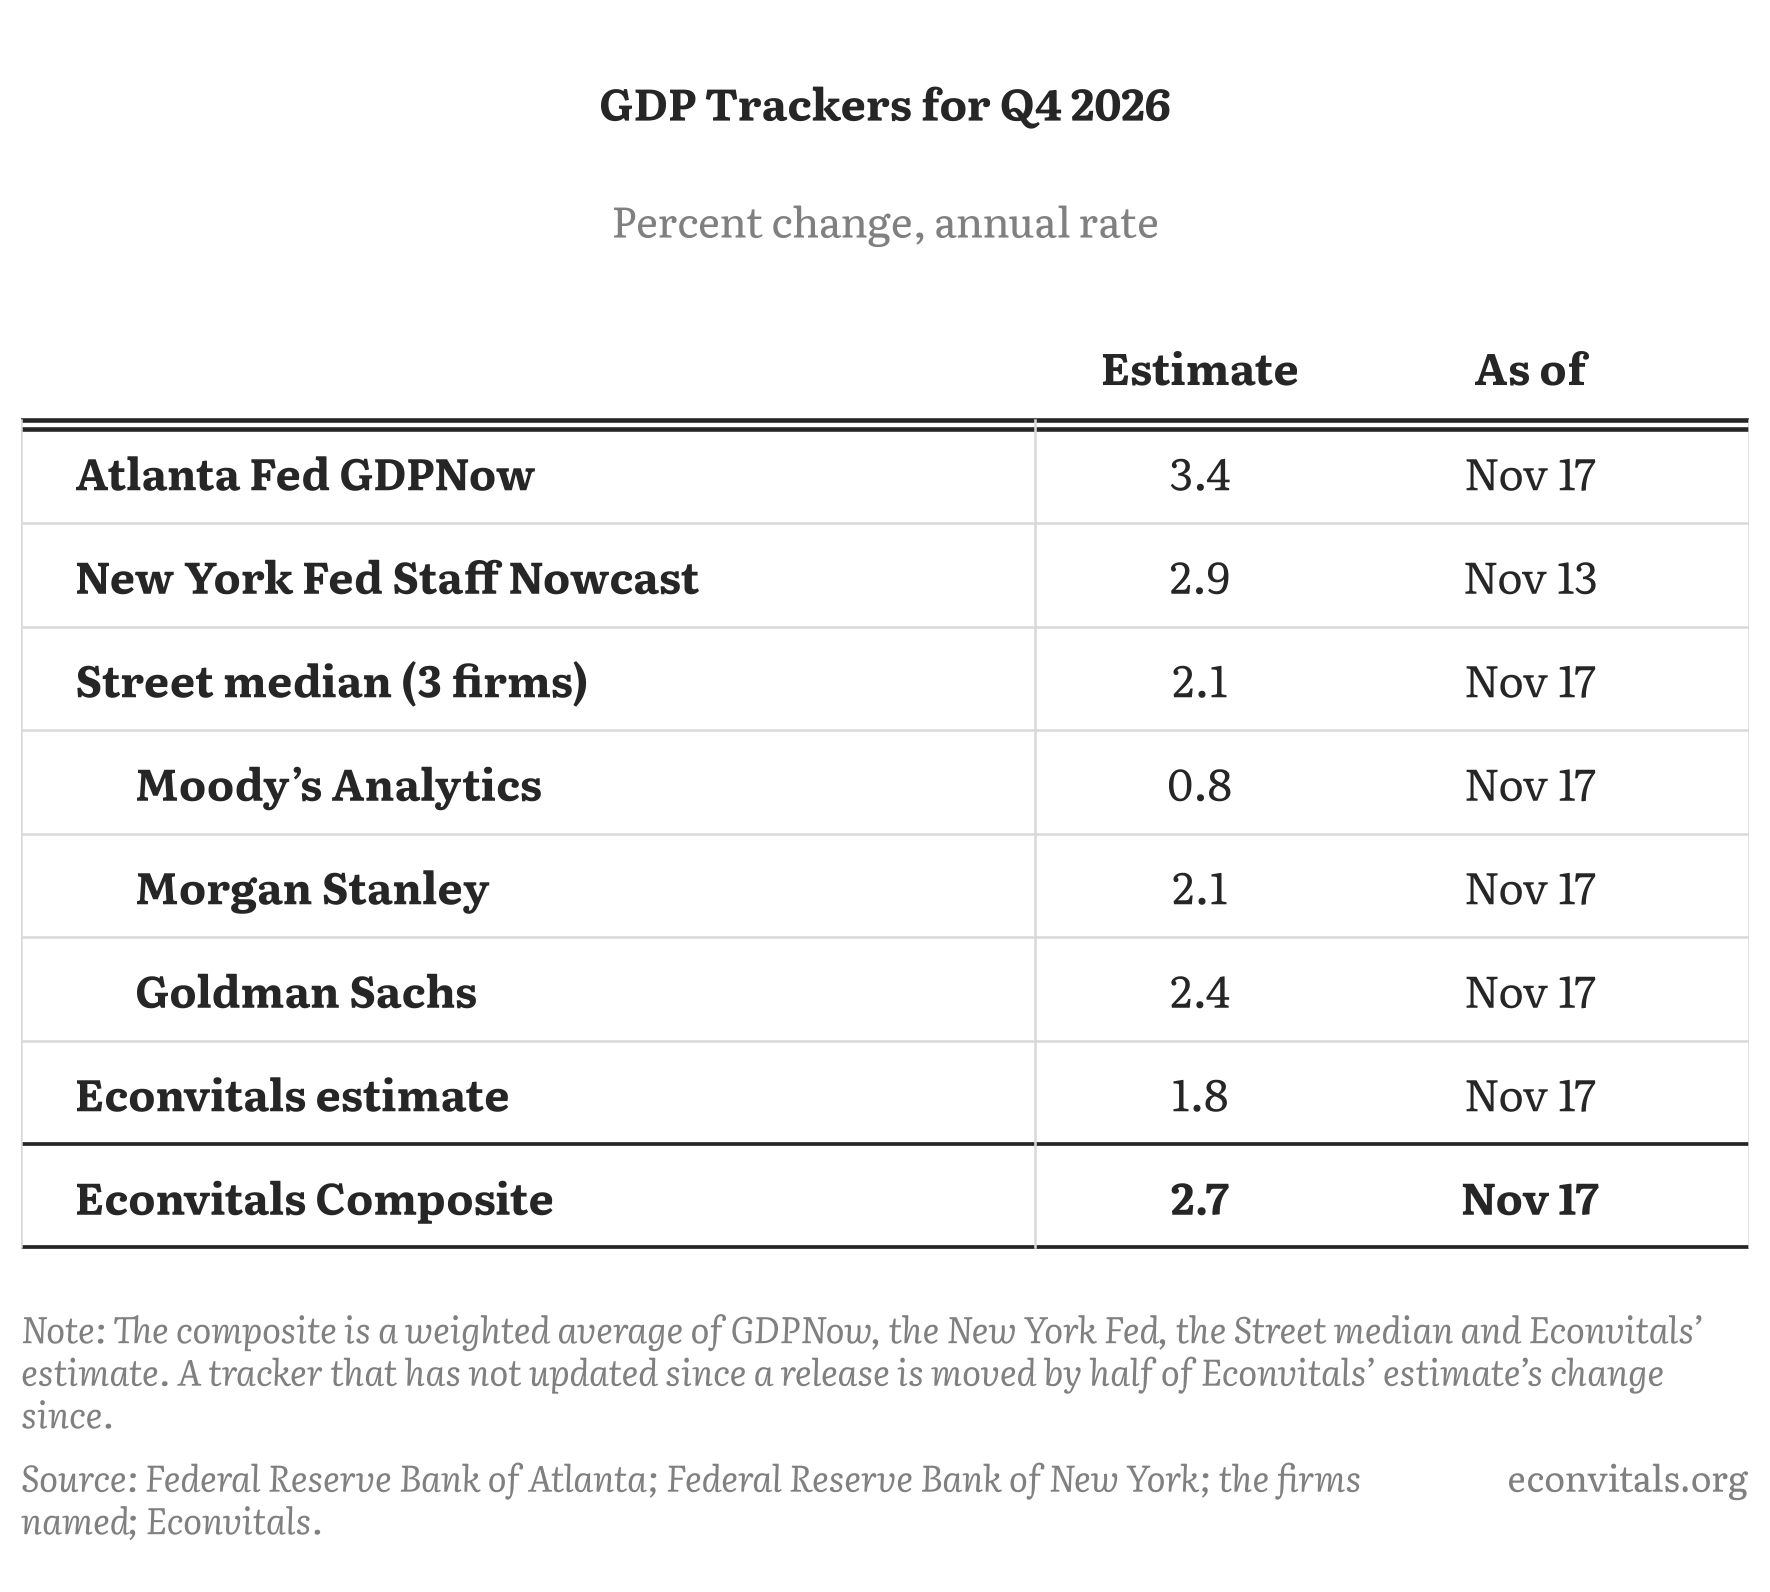 GDP Trackers for Q4 2026
Percent change, annual rate
Estimate As of
Atlanta Fed GDPNow 3.4 Nov 17
New York Fed Staff Nowcast 2.9 Nov 13
Street median (3 firms) 2.1 Nov 17
Moody’s Analytics 0.8 Nov 17
Morgan Stanley 2.1 Nov 17
Goldman Sachs 2.4 Nov 17
Econvitals estimate 1.8 Nov 17
Econvitals Composite 2.7 Nov 17
Note: The composite is a weighted average of GDPNow, the New York Fed, the Street median and Econvitals’
estimate. A tracker that has not updated since a release is moved by half of Econvitals’ estimate’s change
since.
Source: Federal Reserve Bank of Atlanta; Federal Reserve Bank of New York; the firms econvitals.org
named; Econvitals.